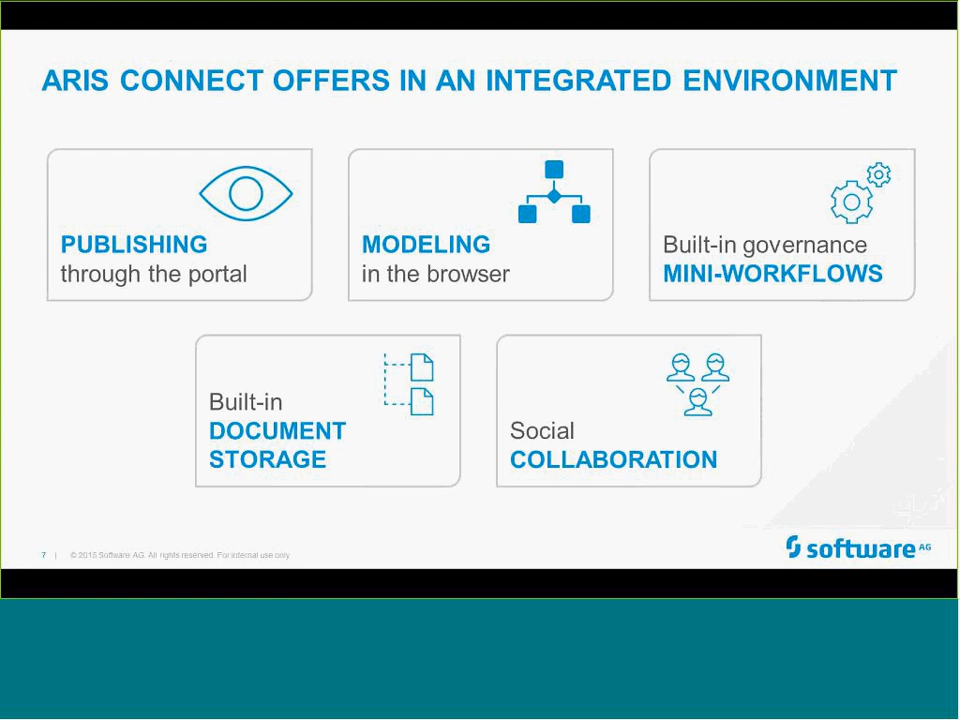 ARIS CONNECT OFFERS IN AN INTEGRATED ENVIRONMENT
PUBLISHING
through the portal
MODELING
in the browser
Built-in governance
MINI-WORKFLOWS
Built-in
DOCUMENT
STORAGE
Social
COLLABORATION
7 | © 2015 Software AG. All rights reserved. For internal use only
software AG